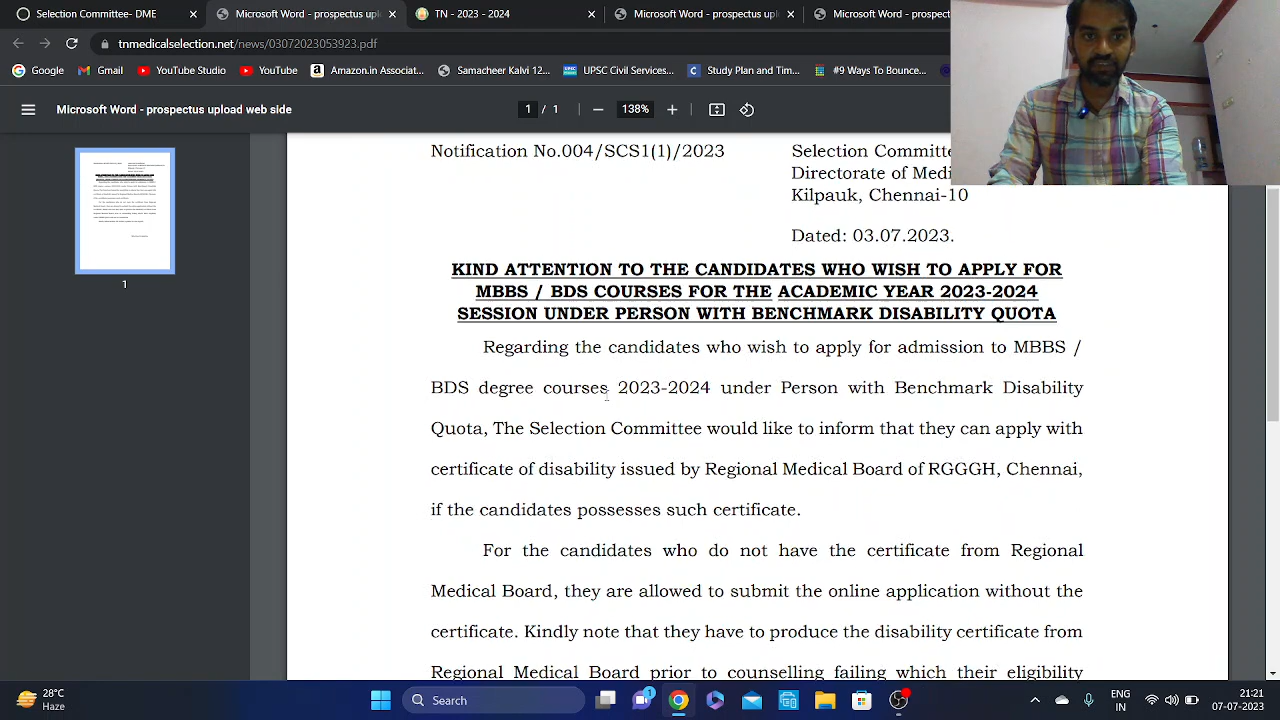 Selection Committee- DME
Microsoft Word - prospectus upl
TN - 2023 - 2024
Microsoft Word - prospectus up
Microsoft Word - prospectus
tnmedicalselection.net/news/03072023053923.pdf
Google
Gmail
YouTube Studio
YouTube
Amazon
Samacheer Kalvi 12...
UPSC Civil Service...
Study Plan and Tim...
19 Ways To Bounce...
Microsoft Word - prospectus upload web side
1 / 1
138%
Notification No.004/SCS1(1)/2023
Selection Committe
Directorate of Medi
Kilpauk, Chennai-10
Dated: 03.07.2023.
KIND ATTENTION TO THE CANDIDATES WHO WISH TO APPLY FOR
MBBS / BDS COURSES FOR THE ACADEMIC YEAR 2023-2024
SESSION UNDER PERSON WITH BENCHMARK DISABILITY QUOTA
Regarding the candidates who wish to apply for admission to MBBS /
BDS degree courses 2023-2024 under Person with Benchmark Disability
Quota, The Selection Committee would like to inform that they can apply with
certificate of disability issued by Regional Medical Board of RGGGH, Chennai,
if the candidates possesses such certificate.
For the candidates who do not have the certificate from Regional
Medical Board, they are allowed to submit the online application without the
certificate. Kindly note that they have to produce the disability certificate from
Regional Medical Board prior to counselling failing which their eligibility
1
28°C
Haze
Search
1
ENG
IN
21:21
07-07-2023